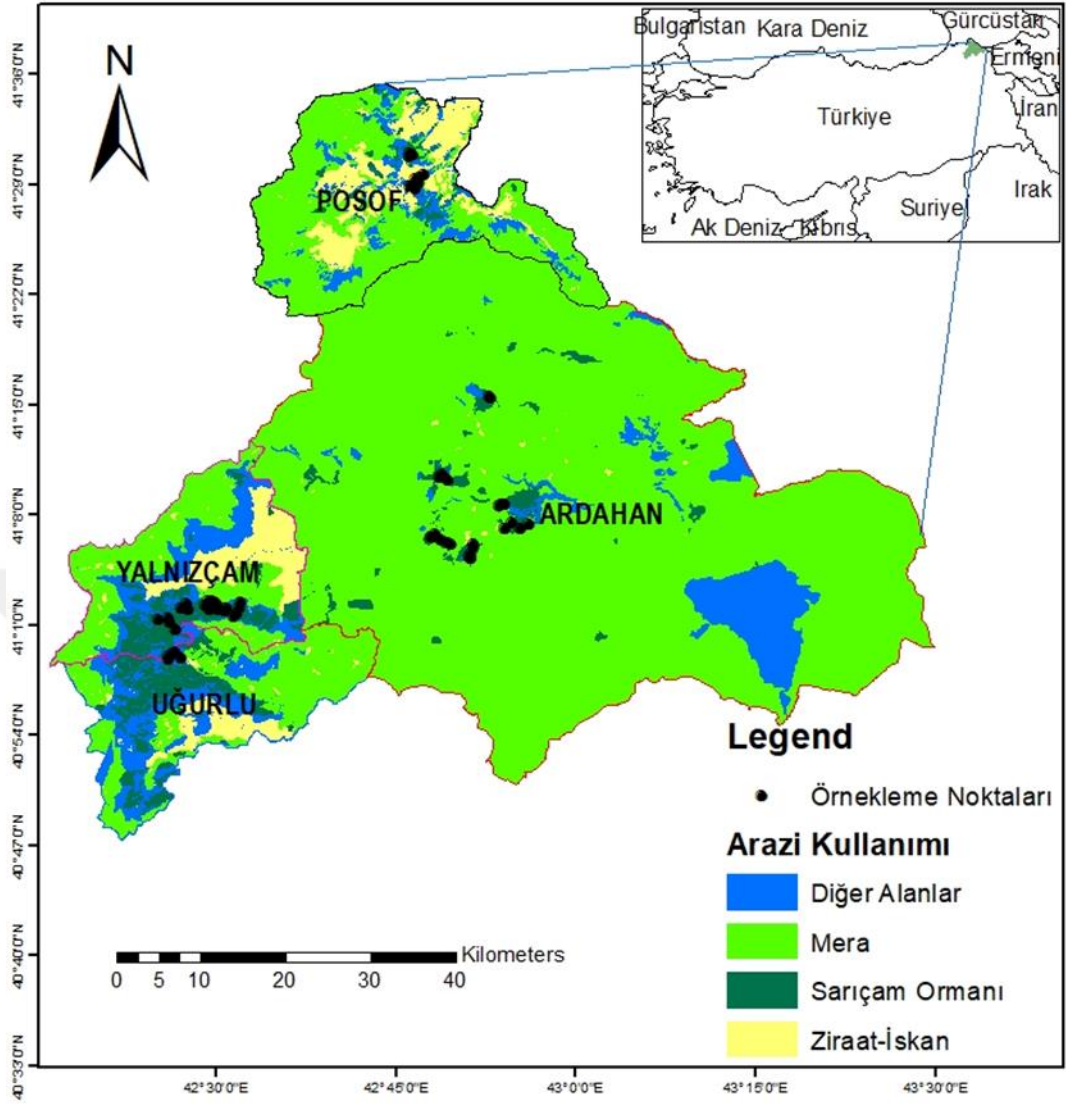 N
Bulgaristan
Kara Deniz
Gürcüstan
Ermeni
Türkiye
İran
Irak
Suriye
Ak Deniz
Kıbrıs
POSOF
ARDAHAN
YALNIZÇAM
UĞURLU
Legend
Örnekleme Noktaları
Arazi Kullanımı
Diğer Alanlar
Mera
Sarıçam Ormanı
Ziraat-İskan
Kilometers
0 5 10 20 30 40
41°36'0"N
41°29'0"N
41°22'0"N
41°15'0"N
41°8'0"N
41°1'0"N
40°54'0"N
40°47'0"N
40°40'0"N
40°33'0"N
42°30'0"E
42°45'0"E
43°0'0"E
43°15'0"E
43°30'0"E